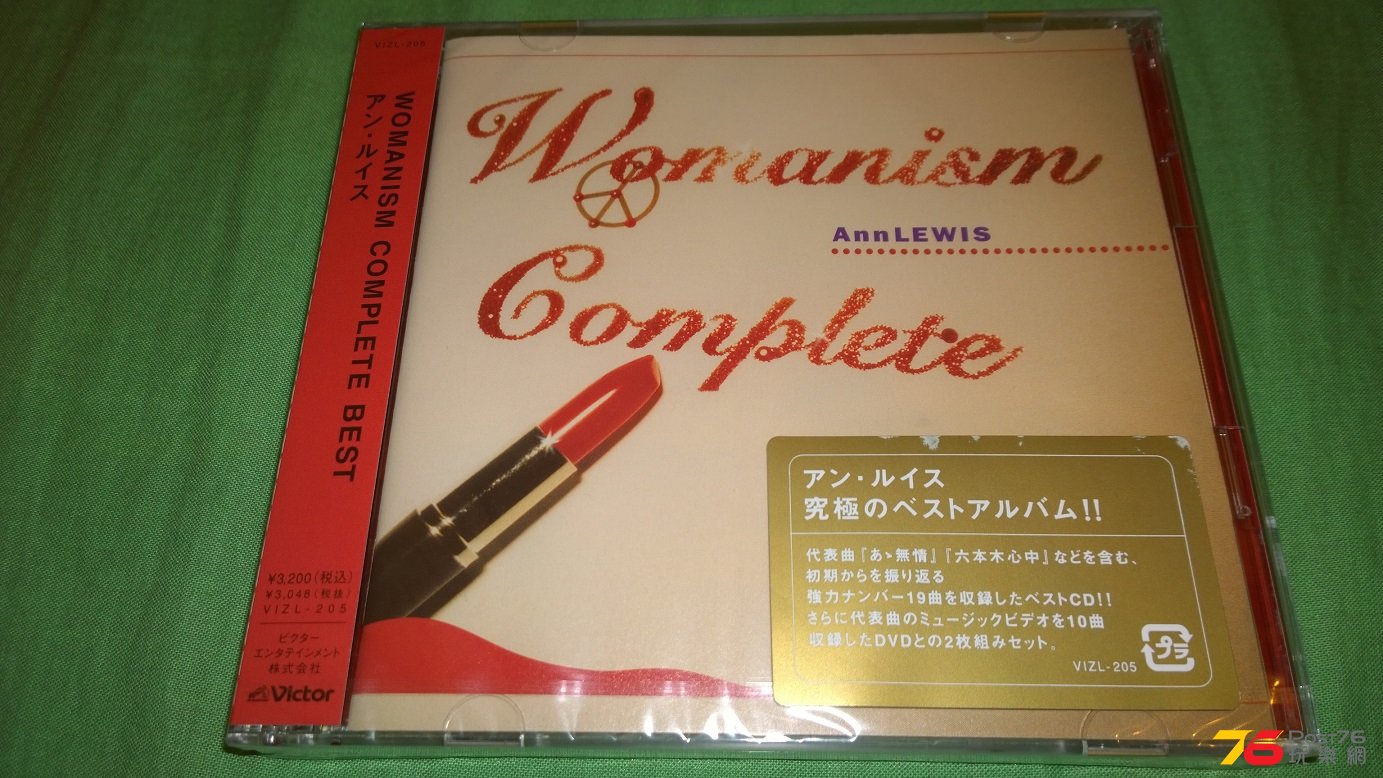 VIZL-205
WOMANISM COMPLETE BEST
アン・ルイス
¥3,200(税込)
¥3,048(税抜)
VIZL-205
ビクター
エンタテインメント
株式会社
Victor
Womanism
AnnLEWIS
Complete
アン・ルイス
究極のベストアルバム!!
代表曲『あゝ無情』『六本木心中』などを含む、
初期からを振り返る
強力ナンバー19曲を収録したベストCD!!
さらに代表曲のミュージックビデオを10曲
収録したDVDとの2枚組みセット。
VIZL-205
プラ
76
Post76
玩樂網